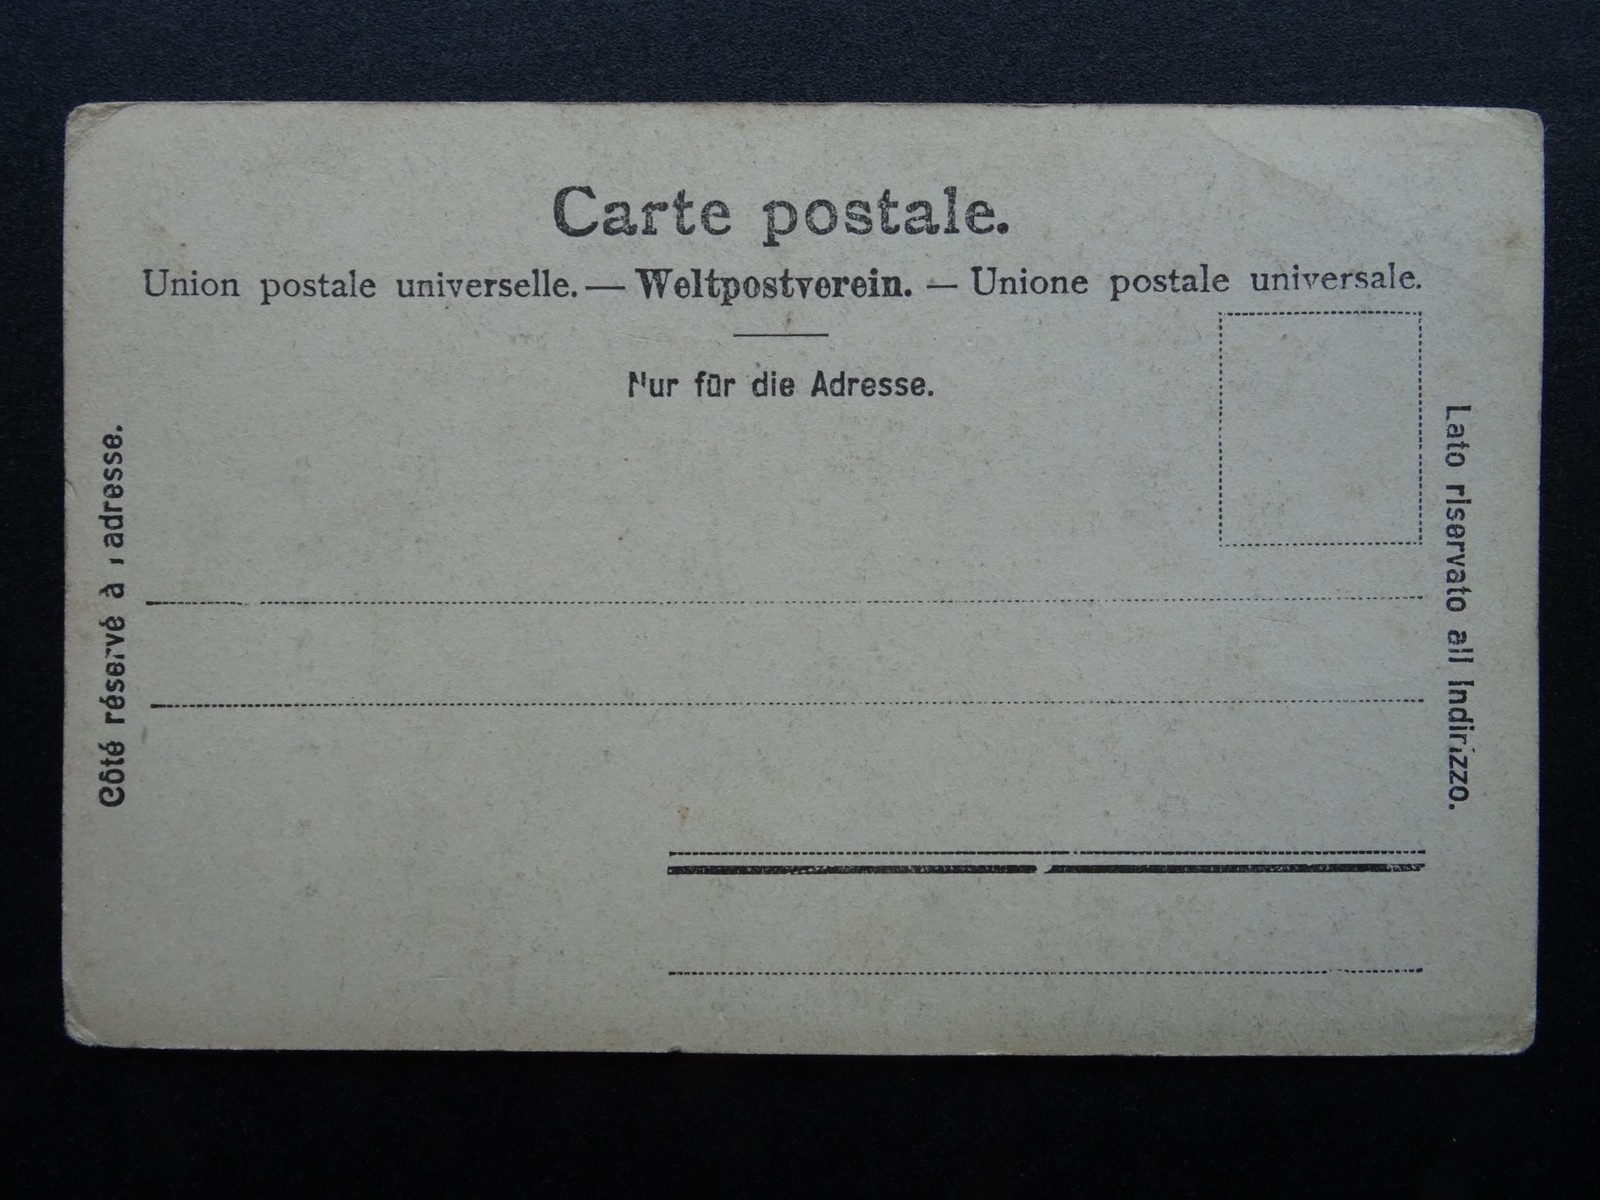 Carte postale.
Union postale universelle. — Weltpostverein. — Unione postale universale.
Nur für die Adresse.
Côté réservé à l adresse.
Lato riservato all Indirizzo.